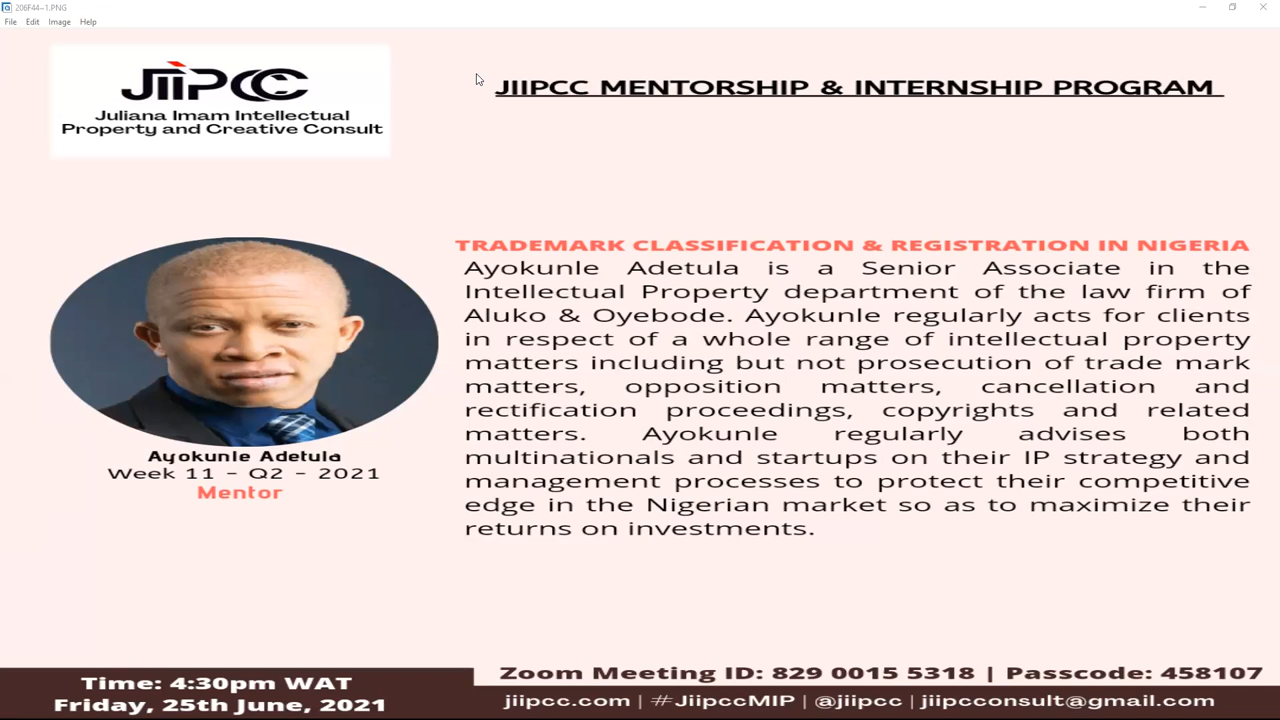 206F44~1.PNG
File Edit Image Help
JIIPCC
Juliana Imam Intellectual
Property and Creative Consult
JIIPCC MENTORSHIP & INTERNSHIP PROGRAM
TRADEMARK CLASSIFICATION & REGISTRATION IN NIGERIA
Ayokunle Adetula is a Senior Associate in the
Intellectual Property department of the law firm of
Aluko & Oyebode. Ayokunle regularly acts for clients
in respect of a whole range of intellectual property
matters including but not prosecution of trade mark
matters, opposition matters, cancellation and
rectification proceedings, copyrights and related
matters. Ayokunle regularly advises both
multinationals and startups on their IP strategy and
management processes to protect their competitive
edge in the Nigerian market so as to maximize their
returns on investments.
Ayokunle Adetula
Week 11 - Q2 - 2021
Mentor
Time: 4:30pm WAT
Friday, 25th June, 2021
Zoom Meeting ID: 829 0015 5318 | Passcode: 458107
jiipcc.com | #JiipccMIP | @jiipcc | jiipcconsult@gmail.com